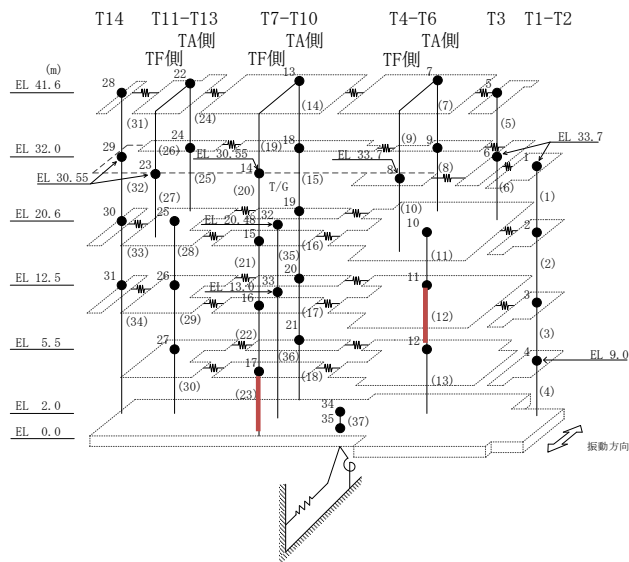 T14 T11-T13 T7-T10 T4-T6 T3 T1-T2
TA側 TA側 TA側
TF側 TF側 TF側
(m)
EL 41.6 28 22 13 7 5
(31) (24) (14) (7) (5)
EL 32.0 29 24 (26) (19) 18 (9) 9 6 EL 33.7
23 EL 30.55 14 EL 33.7 8 (8) 1
EL 30.55 (32) (25) (20) T/G (15) (6)
(27) (10) (1)
EL 20.6 30 25 EL 20.48 32 19 10 2
(33) (28) 15 (35) (16) (11) (2)
EL 12.5 31 26 (21) 33 20 11
EL 13.0
(34) (29) 16 (17) (12) 3
EL 5.5 27 (22) (36) 21 12 (3)
(30) 17 (18) (13) 4 EL 9.0
(23) (4)
EL 2.0 34
EL 0.0 35 (37)
振動方向